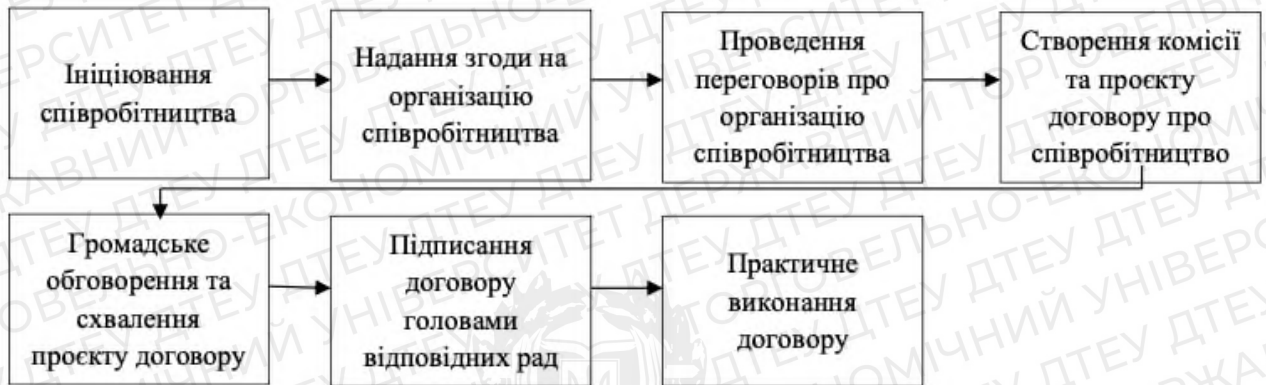 Ініціювання
співробітництва
Надання згоди на
організацію
співробітництва
Проведення
переговорів про
організацію
співробітництва
Створення комісії
та проєкту
договору про
співробітництво
Громадське
обговорення та
схвалення
проєкту договору
Підписання
договору
головами
відповідних рад
Практичне
виконання
договору